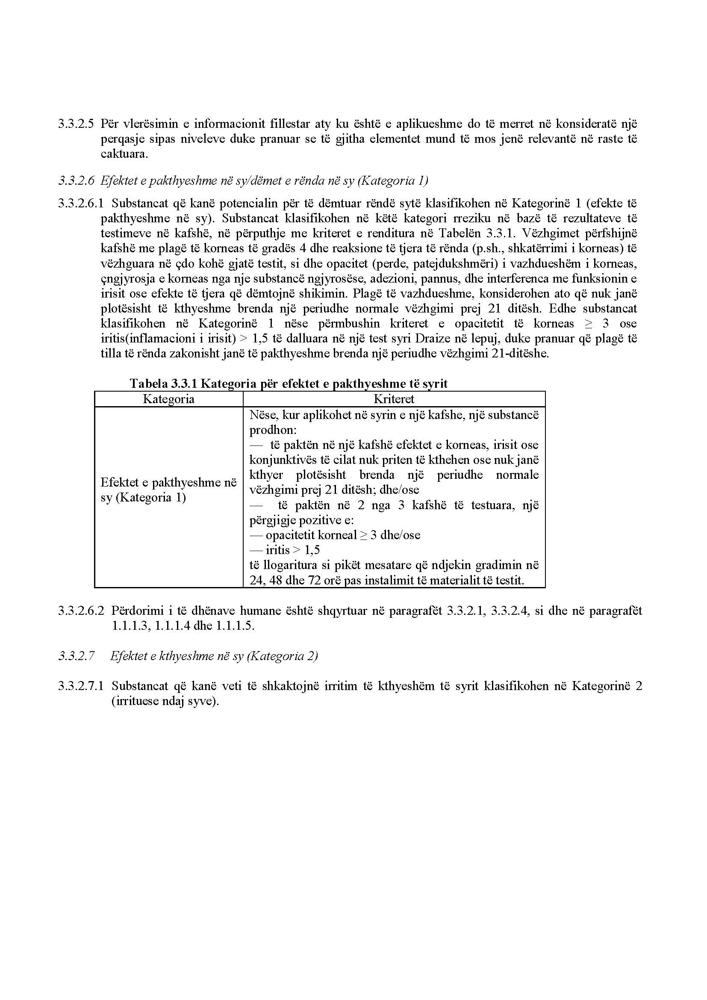 3.3.2.5 Për vlerësimin e informacionit fillestar aty ku është e aplikueshme do të merret në konsideratë një
perqasje sipas niveleve duke pranuar se të gjitha elementet mund të mos jenë relevantë në raste të
caktuara.
3.3.2.6 Efektet e pakthyeshme në sy/dëmet e rënda në sy (Kategoria 1)
3.3.2.6.1 Substancat që kanë potencialin për të dëmtuar rëndë sytë klasifikohen në Kategorinë 1 (efekte të
pakthyeshme në sy). Substancat klasifikohen në këtë kategori rreziku në bazë të rezultateve të
testimeve në kafshë, në përputhje me kriteret e renditura në Tabelën 3.3.1. Vëzhgimet përfshijnë
kafshë me plagë të korneas të gradës 4 dhe reaksione të tjera të rënda (p.sh., shkatërrimi i korneas) të
vëzhguara në çdo kohë gjatë testit, si dhe opacitet (perde, patejdukshmëri) i vazhdueshëm i korneas,
çngjyrosja e korneas nga nje substancë ngjyrosëse, adezioni, pannus, dhe interferenca me funksionin e
irisit ose efekte të tjera që dëmtojnë shikimin. Plagë të vazhdueshme, konsiderohen ato që nuk janë
plotësisht të kthyeshme brenda një periudhe normale vëzhgimi prej 21 ditësh. Edhe substancat
klasifikohen në Kategorinë 1 nëse përmbushin kriteret e opacitetit të korneas ≥ 3 ose
iritis(inflamacioni i irisit) > 1,5 të dalluara në një test syri Draize në lepuj, duke pranuar që plagë të
tilla të rënda zakonisht janë të pakthyeshme brenda një periudhe vëzhgimi 21-ditëshe.
Tabela 3.3.1 Kategoria për efektet e pakthyeshme të syrit
Kategoria Kriteret
Efektet e pakthyeshme në
sy (Kategoria 1)
Nëse, kur aplikohet në syrin e një kafshe, një substancë
prodhon:
— të paktën në një kafshë efektet e korneas, irisit ose
konjunktivës të cilat nuk priten të kthehen ose nuk janë
kthyer plotësisht brenda një periudhe normale
vëzhgimi prej 21 ditësh; dhe/ose
— të paktën në 2 nga 3 kafshë të testuara, një
përgjigje pozitive e:
— opacitetit korneal ≥ 3 dhe/ose
— iritis > 1,5
të llogaritura si pikët mesatare që ndjekin gradimin në
24, 48 dhe 72 orë pas instalimit të materialit të testit.
3.3.2.6.2 Përdorimi i të dhënave humane është shqyrtuar në paragrafët 3.3.2.1, 3.3.2.4, si dhe në paragrafët
1.1.1.3, 1.1.1.4 dhe 1.1.1.5.
3.3.2.7 Efektet e kthyeshme në sy (Kategoria 2)
3.3.2.7.1 Substancat që kanë veti të shkaktojnë irritim të kthyeshëm të syrit klasifikohen në Kategorinë 2
(irrituese ndaj syve).